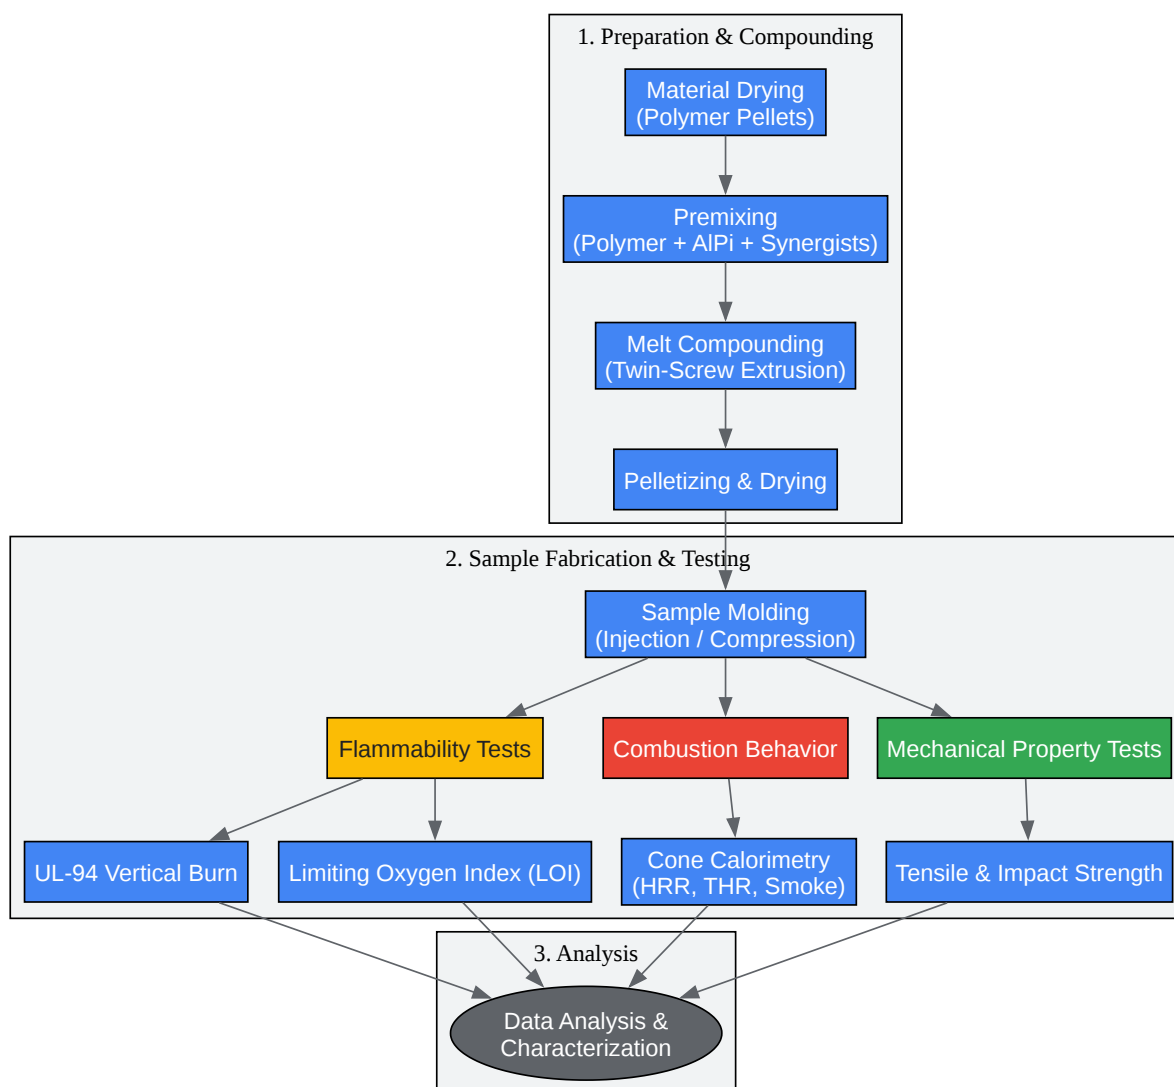 1. Preparation & Compounding
Material Drying
(Polymer Pellets)
Premixing
(Polymer + AlPi + Synergists)
Melt Compounding
(Twin-Screw Extrusion)
Pelletizing & Drying
2. Sample Fabrication & Testing
Sample Molding
(Injection / Compression)
Flammability Tests
Combustion Behavior
Mechanical Property Tests
UL-94 Vertical Burn
Limiting Oxygen Index (LOI)
Cone Calorimetry
(HRR, THR, Smoke)
Tensile & Impact Strength
3. Analysis
Data Analysis &
Characterization